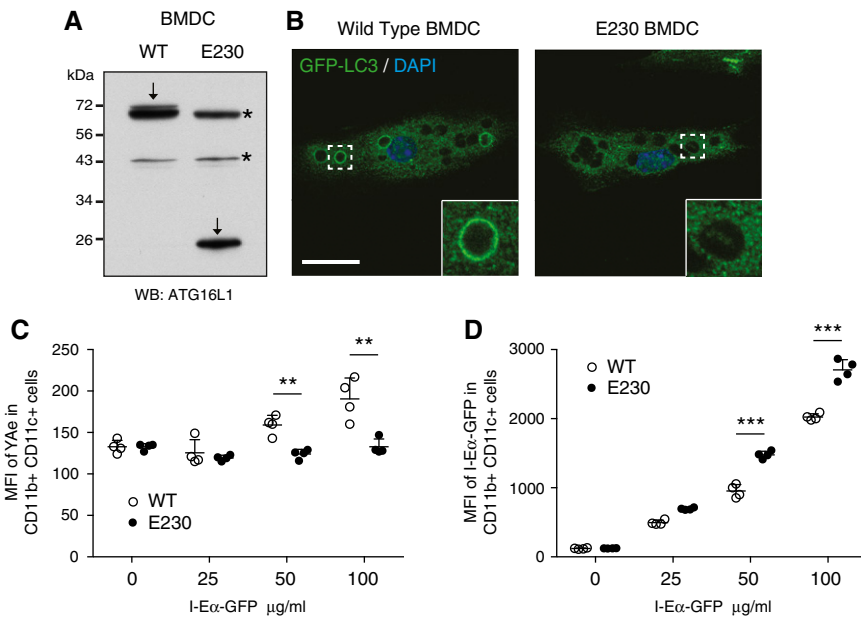 A
BMDC
WT E230
kDa
72
56
43
34
26
*
*
WB: ATG16L1
B
Wild Type BMDC
E230 BMDC
GFP-LC3 / DAPI
C
MFI of YAe in
CD11b+ CD11c+ cells
250
200
150
100
50
0
**
**
WT
E230
0 25 50 100
I-Eα-GFP μg/ml
D
MFI of I-Eα-GFP in
CD11b+ CD11c+ cells
3000
2000
1000
0
WT
E230
***
***
0 25 50 100
I-Eα-GFP μg/ml